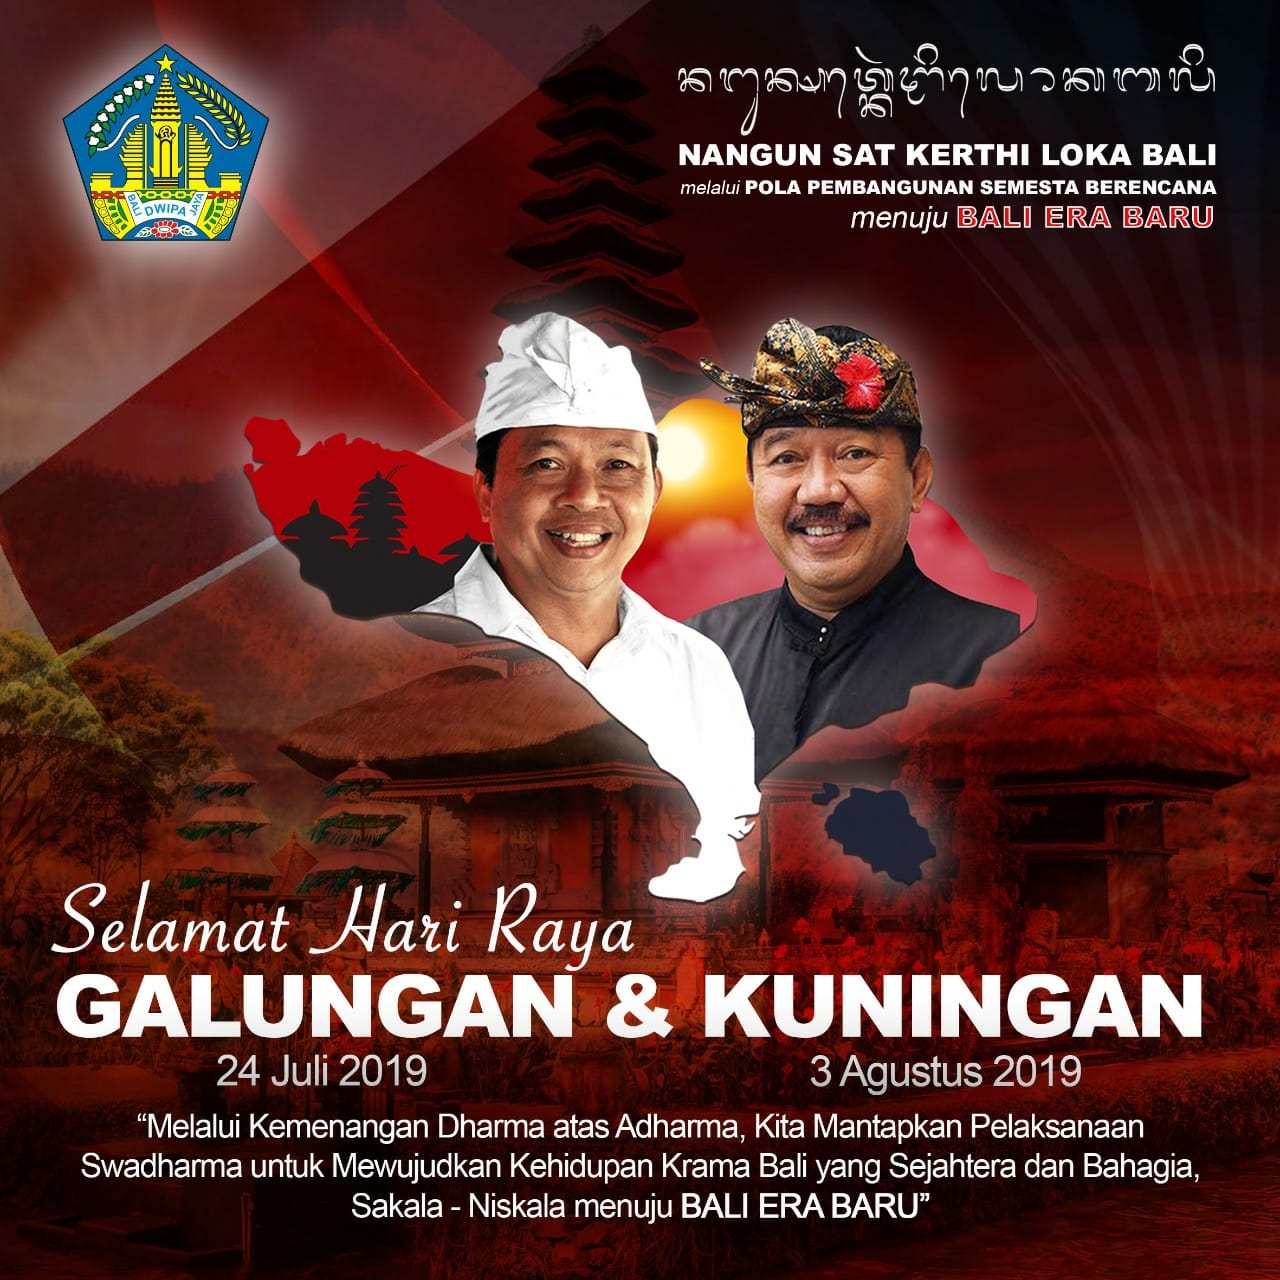 BALI DWIPA JAYA
NANGUN SAT KERTHI LOKA BALI
melalui POLA PEMBANGUNAN SEMESTA BERENCANA
menuju BALI ERA BARU
Selamat Hari Raya
GALUNGAN & KUNINGAN
24 Juli 2019 3 Agustus 2019
“Melalui Kemenangan Dharma atas Adharma, Kita Mantapkan Pelaksanaan
Swadharma untuk Mewujudkan Kehidupan Krama Bali yang Sejahtera dan Bahagia,
Sakala - Niskala menuju BALI ERA BARU”